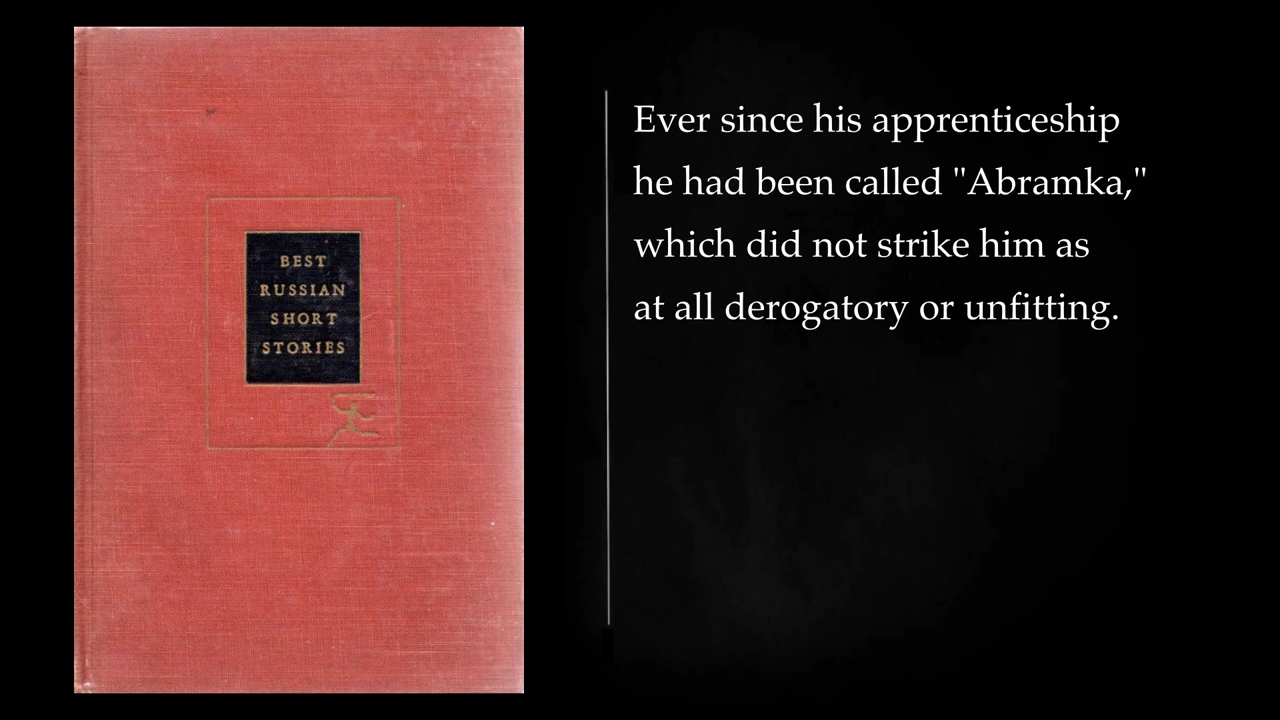 BEST
RUSSIAN
SHORT
STORIES
Ever since his apprenticeship
he had been called "Abramka,"
which did not strike him as
at all derogatory or unfitting.